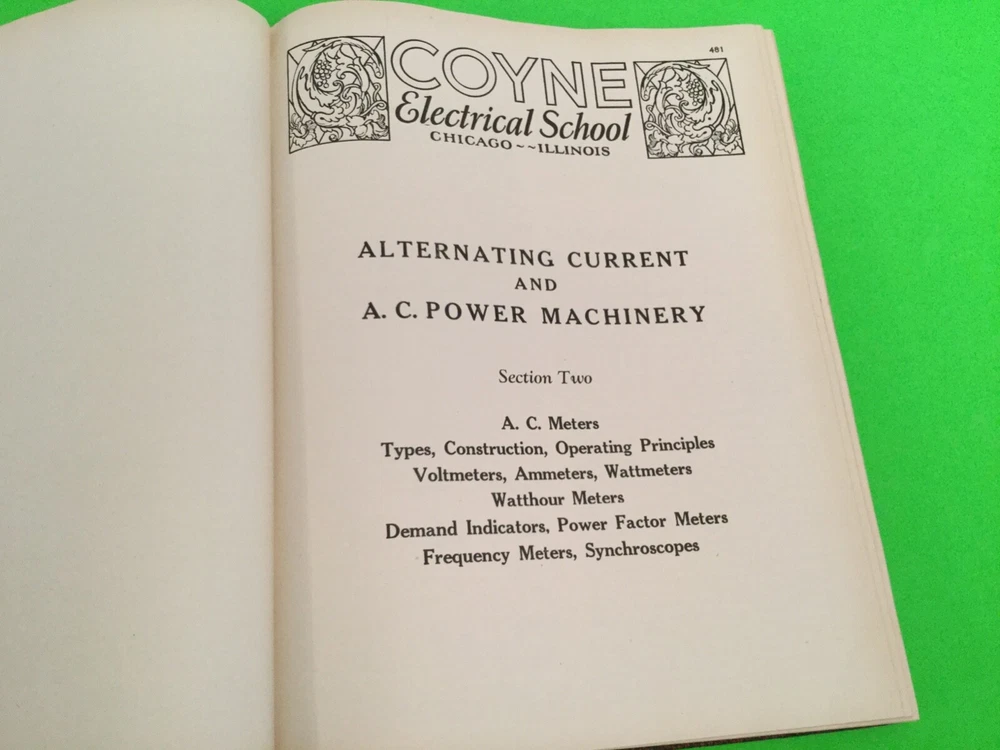 481
COYNE
Electrical School
CHICAGO~~ILLINOIS
ALTERNATING CURRENT
AND
A. C. POWER MACHINERY
Section Two
A. C. Meters
Types, Construction, Operating Principles
Voltmeters, Ammeters, Wattmeters
Watthour Meters
Demand Indicators, Power Factor Meters
Frequency Meters, Synchroscopes